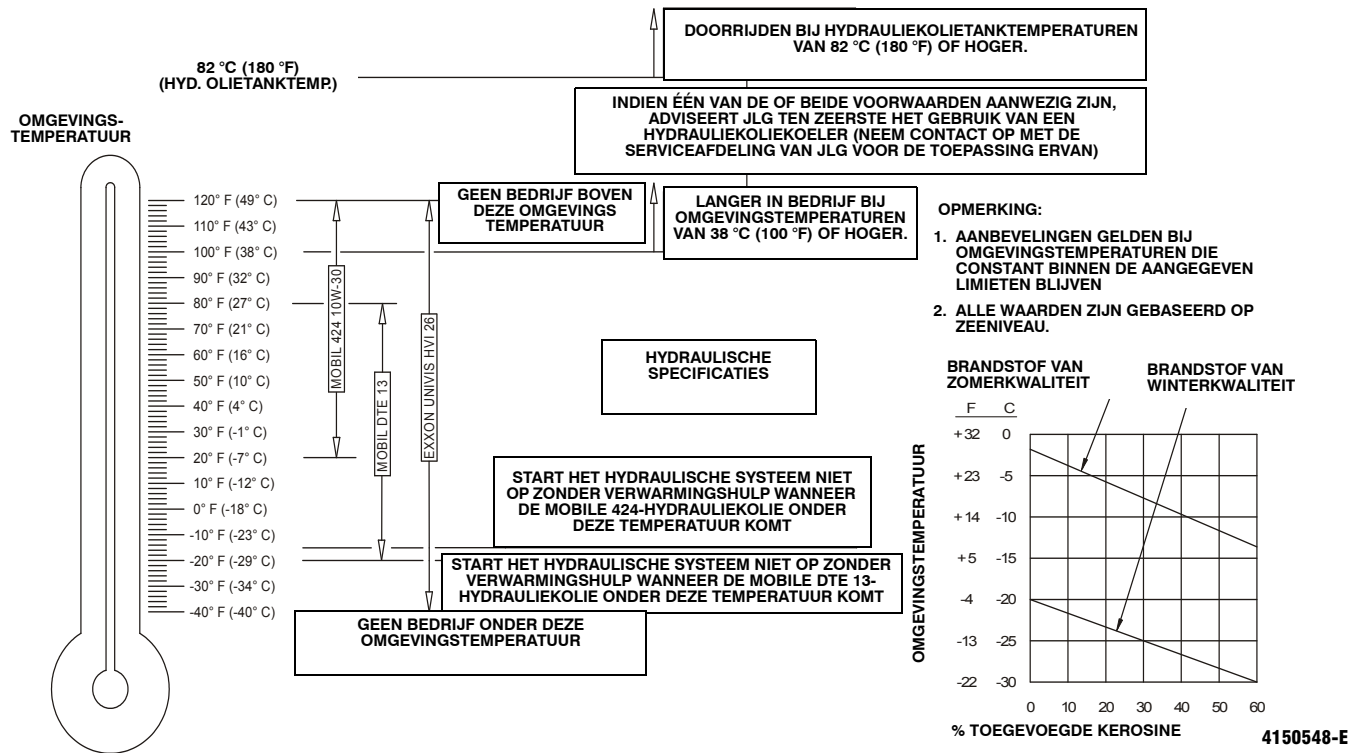 82 °C (180 °F)
(HYD. OLIETANKTEMP.)
DOORRIJDEN BIJ HYDRAULIEKOLIETANKTEMPERATUREN
VAN 82 °C (180 °F) OF HOGER.
INDIEN ÉÉN VAN DE OF BEIDE VOORWAARDEN AANWEZIG ZIJN,
ADVISEERT JLG TEN ZEERSTE HET GEBRUIK VAN EEN
HYDRAULIEKOLIEKOELER (NEEM CONTACT OP MET DE
SERVICEAFDELING VAN JLG VOOR DE TOEPASSING ERVAN)
OMGEVINGS-
TEMPERATUUR
120° F (49° C)
110° F (43° C)
100° F (38° C)
90° F (32° C)
80° F (27° C)
70° F (21° C)
60° F (16° C)
50° F (10° C)
40° F (4° C)
30° F (-1° C)
20° F (-7° C)
10° F (-12° C)
0° F (-18° C)
-10° F (-23° C)
-20° F (-29° C)
-30° F (-34° C)
-40° F (-40° C)
MOBIL 424 10W-30
MOBIL DTE 13
EXXON UNIVIS HVI 26
GEEN BEDRIJF BOVEN
DEZE OMGEVINGS
TEMPERATUUR
LANGER IN BEDRIJF BIJ
OMGEVINGSTEMPERATUREN
VAN 38 °C (100 °F) OF HOGER.
HYDRAULISCHE
SPECIFICATIES
START HET HYDRAULISCHE SYSTEEM NIET
OP ZONDER VERWARMINGSHULP WANNEER
DE MOBILE 424-HYDRAULIEKOLIE ONDER
DEZE TEMPERATUUR KOMT
START HET HYDRAULISCHE SYSTEEM NIET OP ZONDER
VERWARMINGSHULP WANNEER DE MOBILE DTE 13-
HYDRAULIEKOLIE ONDER DEZE TEMPERATUUR KOMT
GEEN BEDRIJF ONDER DEZE
OMGEVINGSTEMPERATUUR
OPMERKING:
1. AANBEVELINGEN GELDEN BIJ
OMGEVINGSTEMPERATUREN DIE
CONSTANT BINNEN DE AANGEGEVEN
LIMIETEN BLIJVEN
2. ALLE WAARDEN ZIJN GEBASEERD OP
ZEENIVEAU.
BRANDSTOF VAN
ZOMERKWALITEIT
BRANDSTOF VAN
WINTERKWALITEIT
F C
+32 0
+23 -5
+14 -10
+5 -15
-4 -20
-13 -25
-22 -30
OMGEVINGSTEMPERATUUR
0 10 20 30 40 50 60
% TOEGEVOEGDE KEROSINE
4150548-E